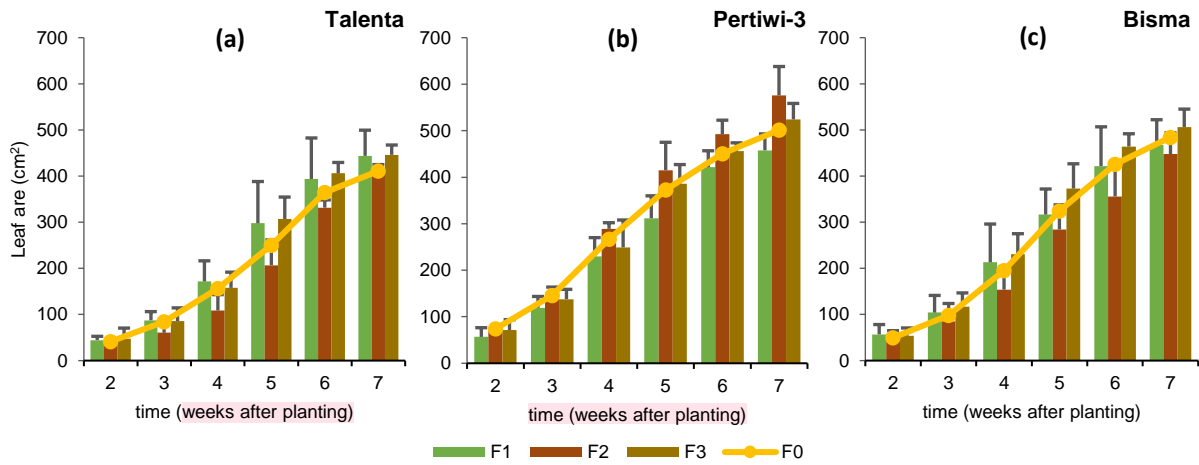 Talenta
(a)
700
600
500
400
300
200
100
0
Leaf are (cm²)
2 3 4 5 6 7
time (weeks after planting)
Pertiwi-3
(b)
700
600
500
400
300
200
100
0
2 3 4 5 6 7
time (weeks after planting)
Bisma
(c)
700
600
500
400
300
200
100
0
2 3 4 5 6 7
time (weeks after planting)
F1 F2 F3 F0